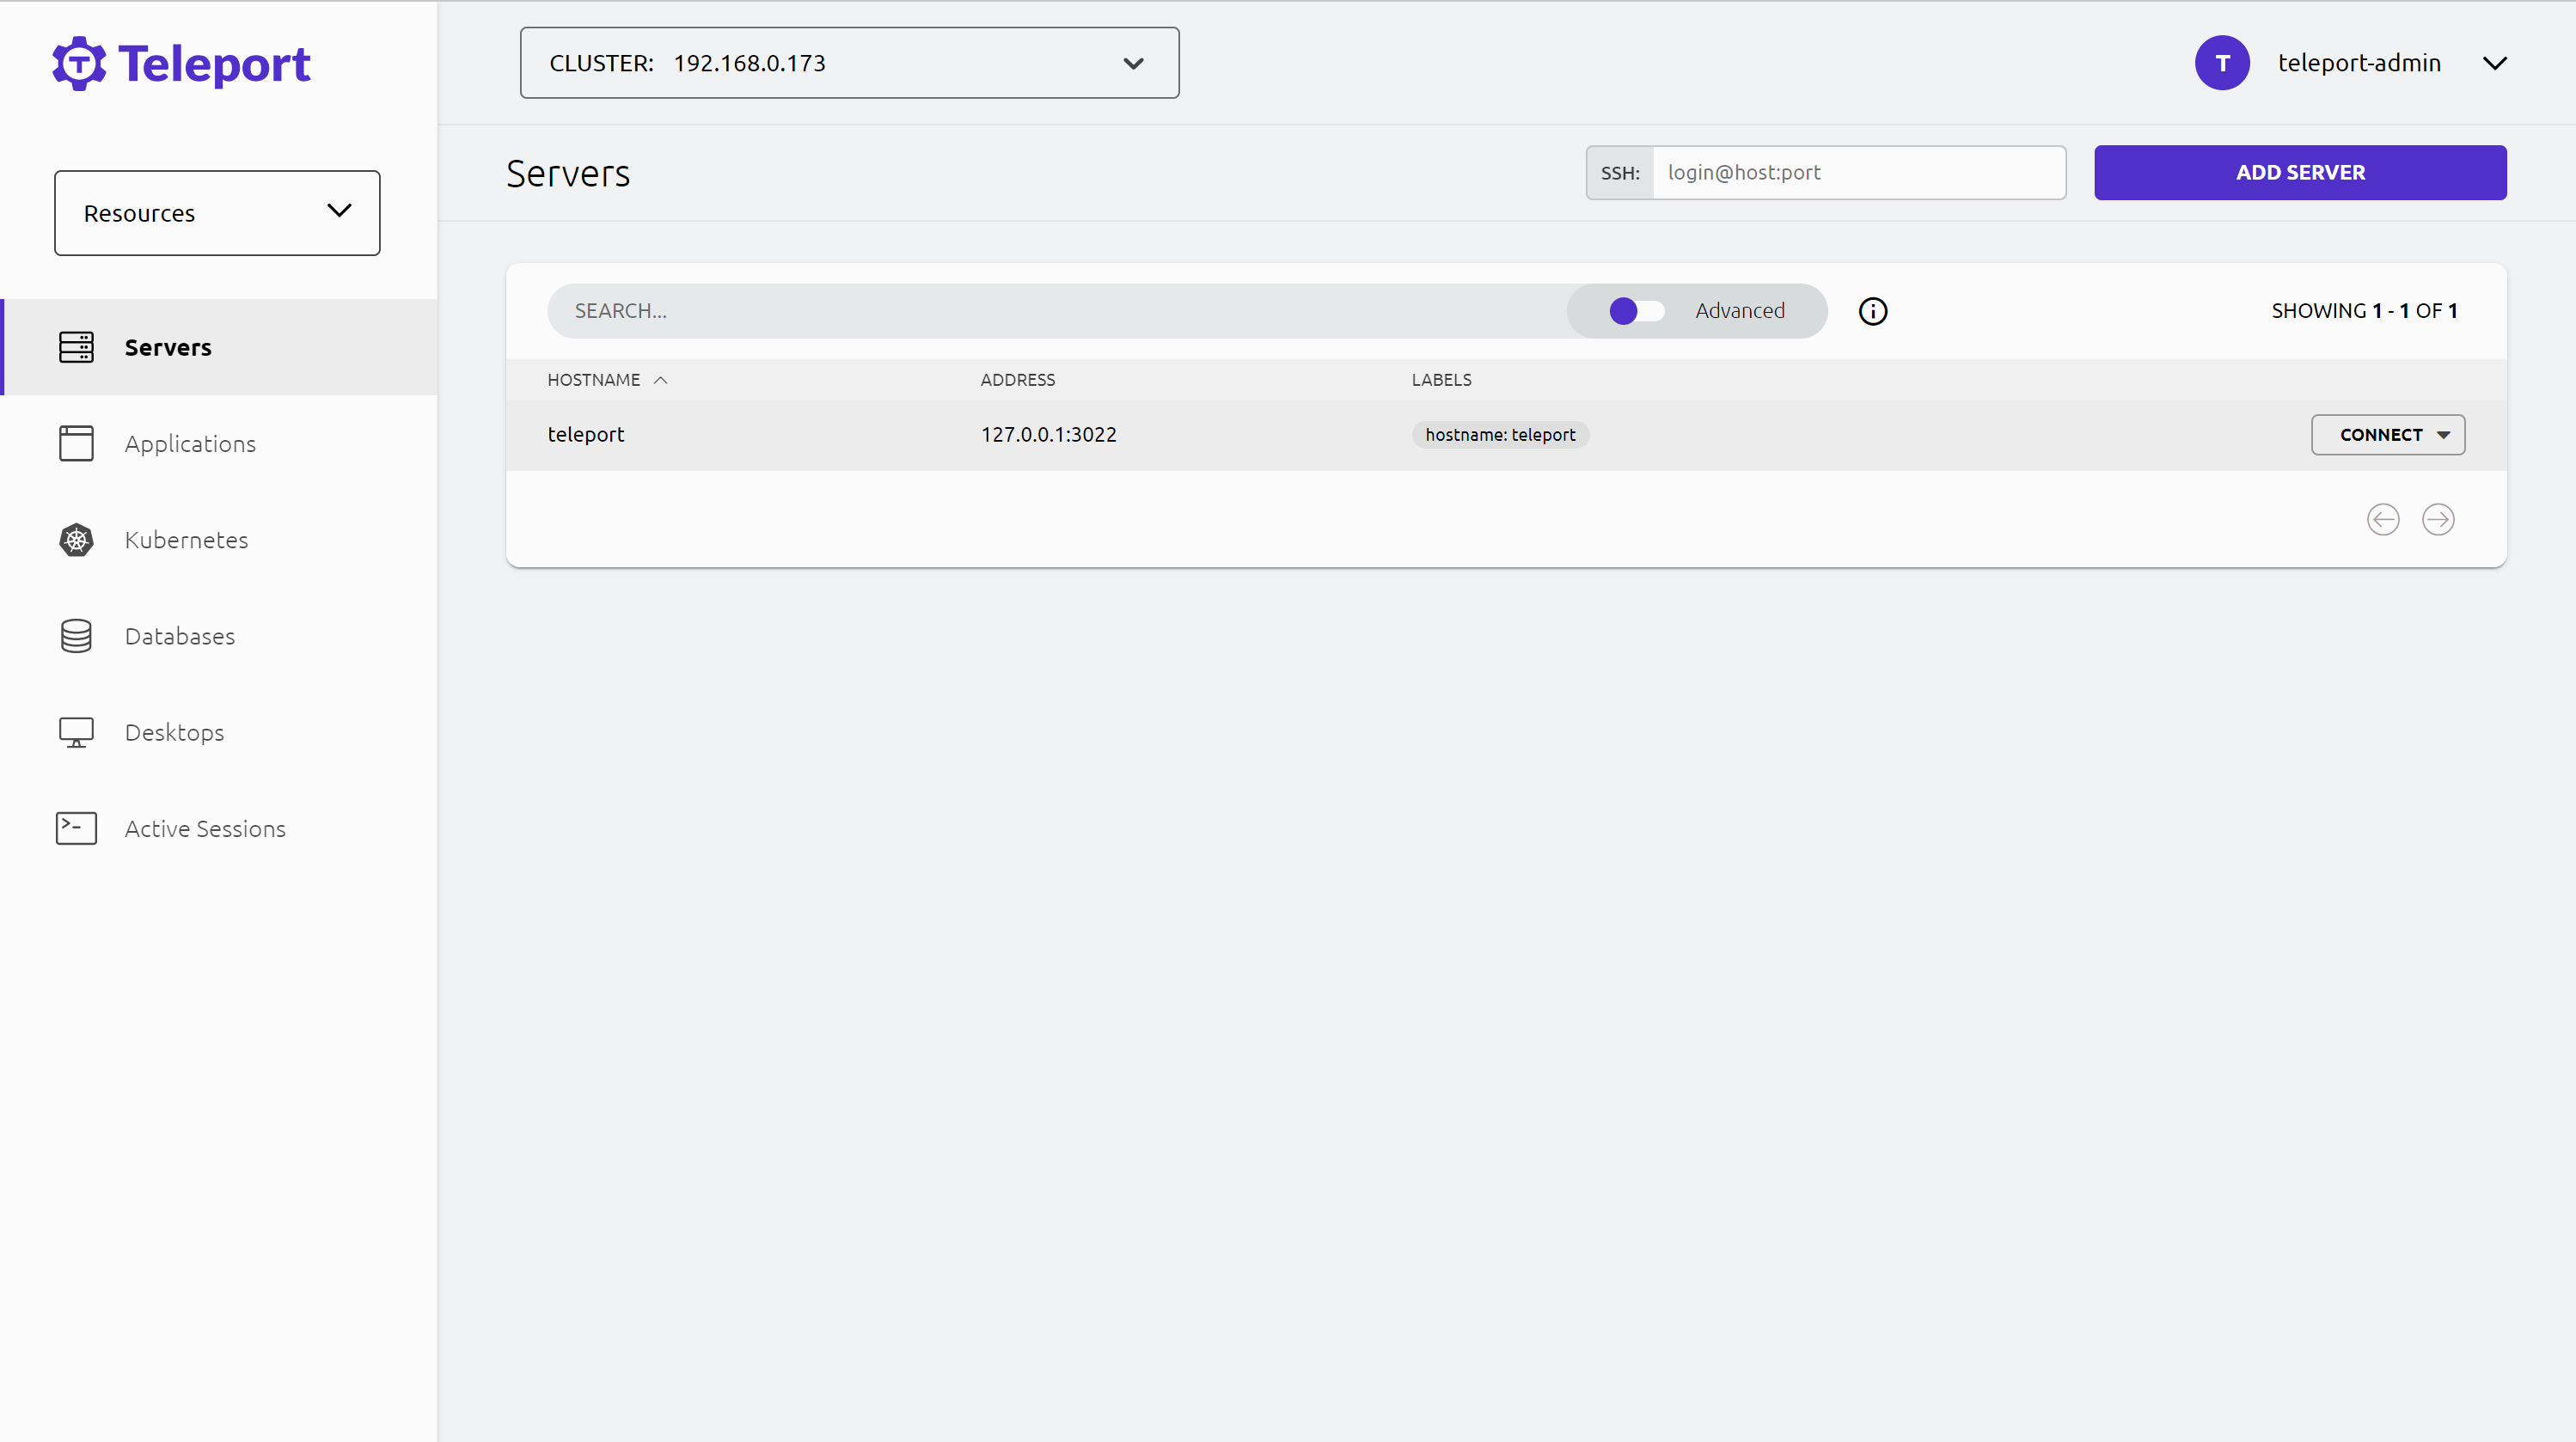 Teleport
CLUSTER: 192.168.0.173
T teleport-admin
Resources
Servers
SSH: login@host:port
ADD SERVER
Servers
Applications
Kubernetes
Databases
Desktops
Active Sessions
SEARCH...
Advanced
SHOWING 1 - 1 OF 1
HOSTNAME ADDRESS LABELS
teleport 127.0.0.1:3022 hostname: teleport CONNECT